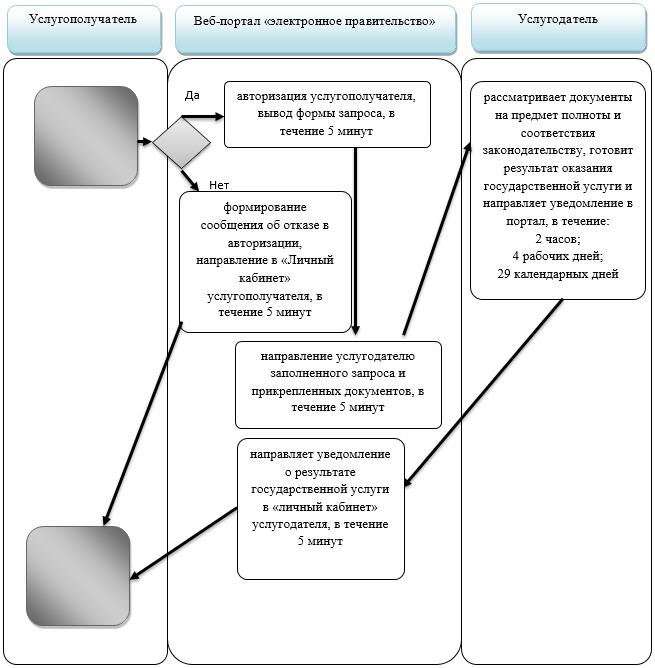 Услугополучатель
Веб-портал «электронное правительство»
Услугодатель
Да
авторизация услугополучателя,
вывод формы запроса, в
течение 5 минут
рассматривает документы
на предмет полноты и
соответствия
законодательству, готовит
результат оказания
государственной услуги и
направляет уведомление в
портал, в течение:
2 часов;
4 рабочих дней;
29 календарных дней
Нет
формирование
сообщения об отказе в
авторизации,
направление в «Личный
кабинет»
услугополучателя, в
течение 5 минут
направление услугодателю
заполненного запроса и
прикрепленных документов, в
течение 5 минут
направляет уведомление
о результате
государственной услуги
в «личный кабинет»
услугодателя, в течение
5 минут